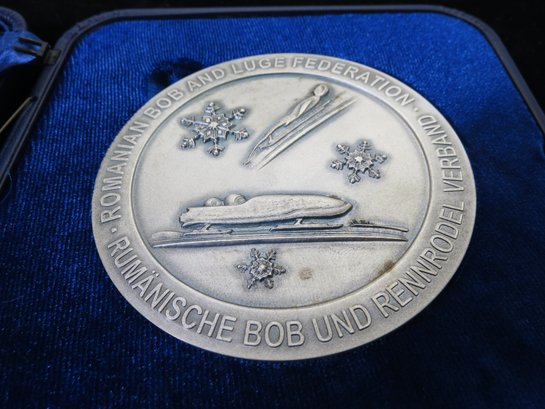 · ROMANIAN BOB AND LUGE FEDERATION ·
RUMÄNISCHE BOB UND RENNRODEL VERBAND